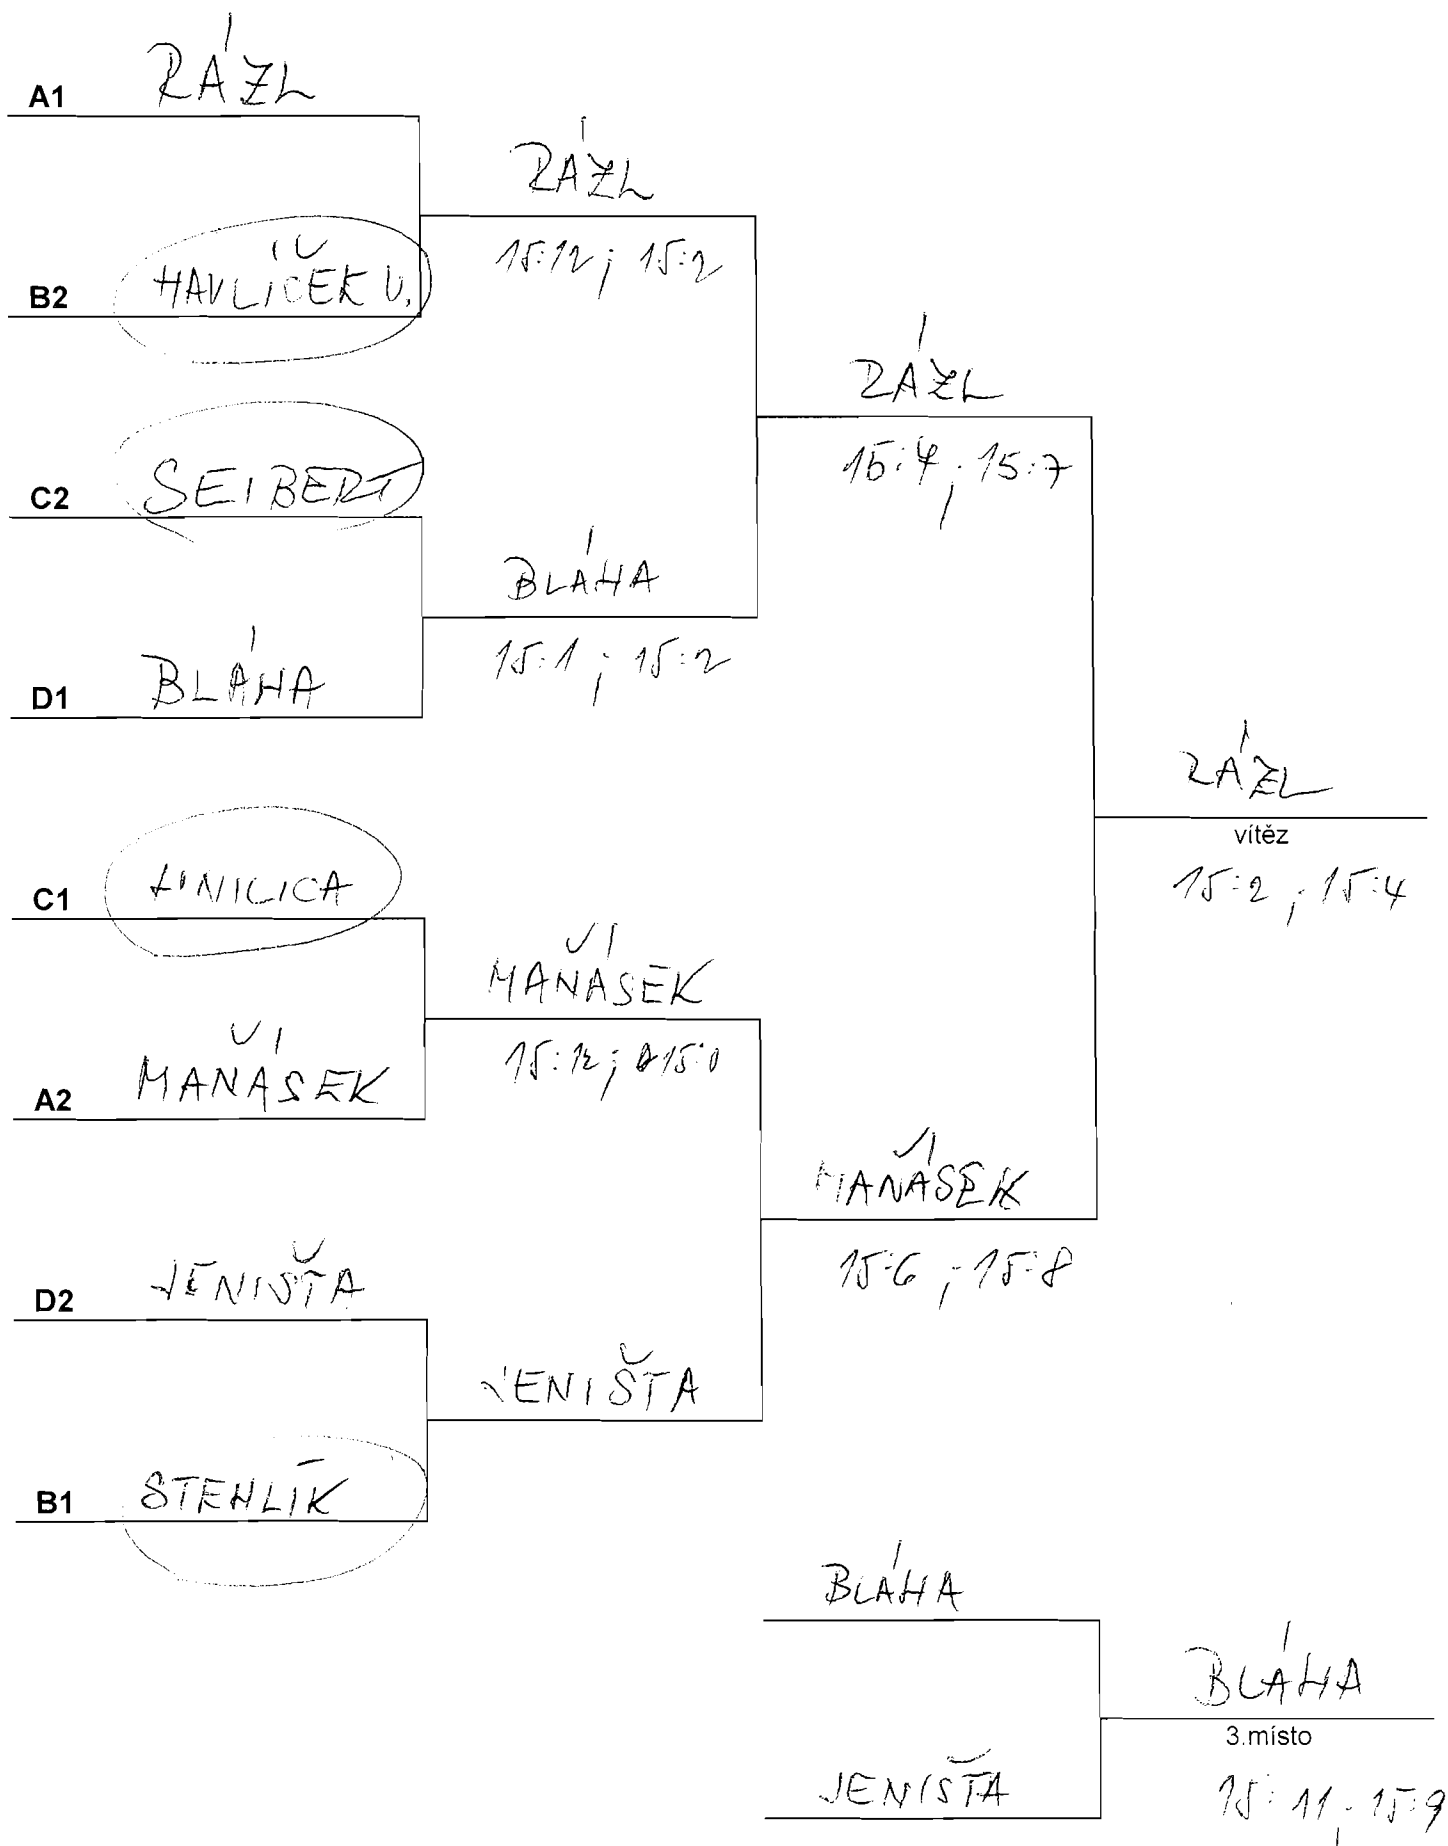 A1 RÁZL
RÁZL
15:12 ; 15:2
B2 HAVLÍČEK V.
RÁZL
15:4 ; 15:7
C2 SEIBERT
BLÁHA
15:1 ; 15:2
D1 BLÁHA
RÁZL
vítěz
15:2 ; 15:4
C1
MAŇÁSEK
15:12 ; 15:0
A2 MAŇÁSEK
MAŇÁSEK
15:6 ; 15:8
D2 JENIŠTA
JENIŠTA
B1 STEHLÍK
BLÁHA
BLÁHA
3.místo
15:11 ; 15:9
JENIŠTA